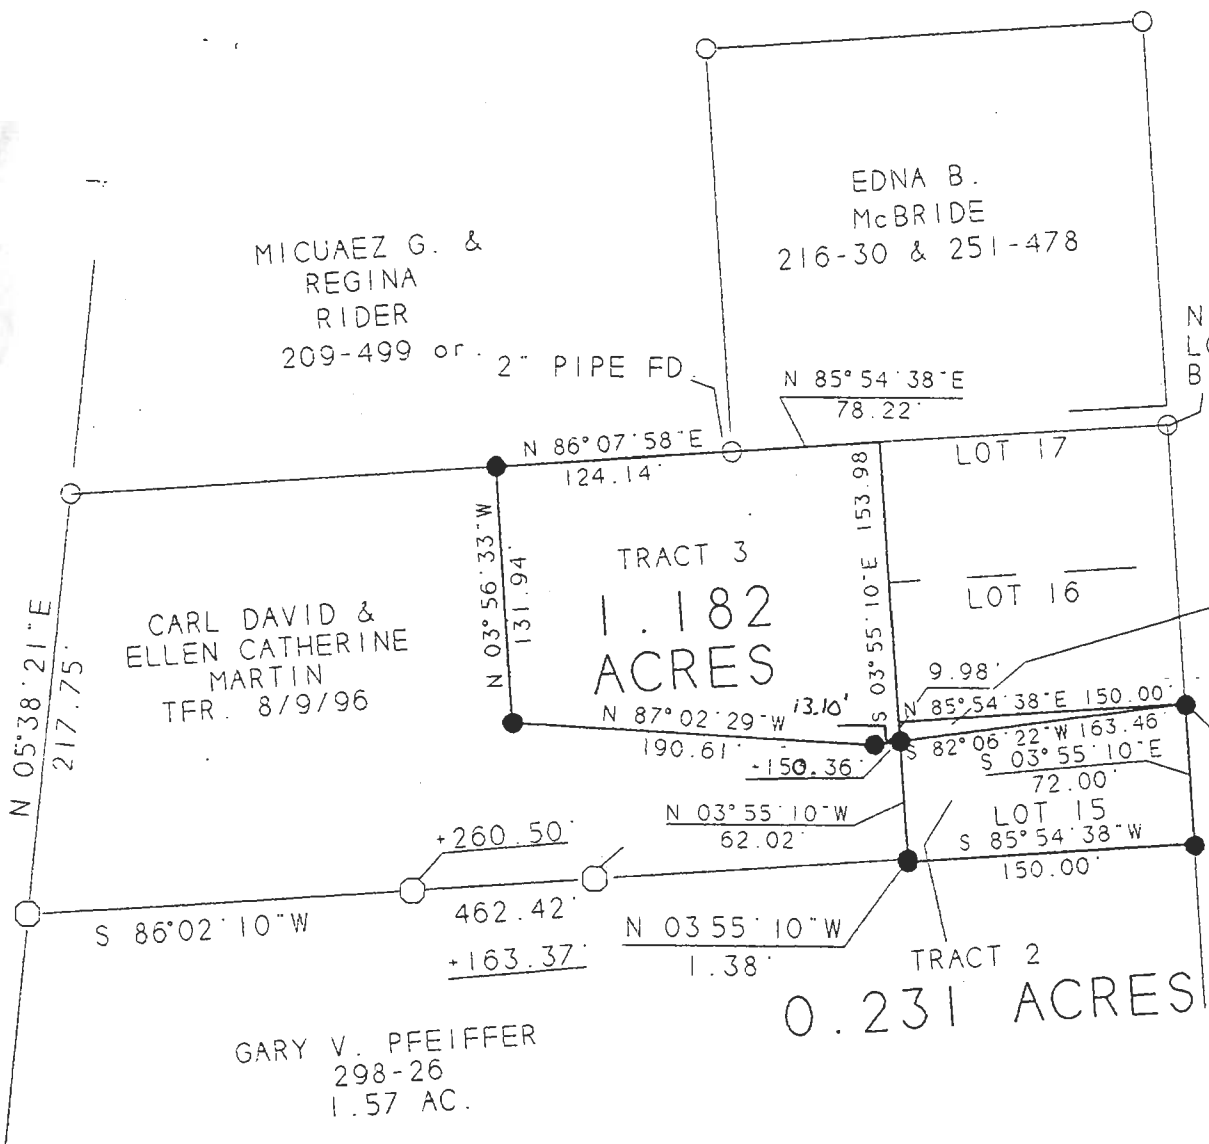 EDNA B.
McBRIDE
216-30 & 251-478
MICUAEZ G. &
REGINA
RIDER
209-499 or.
2" PIPE FD.
N
LO
B
N 85°54'38"E
78.22'
N 86°07'58"E
124.14'
LOT 17
153.98
S 03°55'10"E
N 03°56'33"W
131.94'
TRACT 3
1.182
ACRES
LOT 16
CARL DAVID &
ELLEN CATHERINE
MARTIN
TFR. 8/9/96
N 05°38'21"E
217.75'
9.98'
13.10'
N 85°54'38"E 150.00'
N 87°02'29"W
190.61'
S 82°06'22"W 163.46'
-150.36'
S 03°55'10"E
72.00'
N 03°55'10"W
62.02'
LOT 15
S 85°54'38"W
150.00'
+260.50'
S 86°02'10"W
462.42'
+163.37'
N 03 55'10"W
1.38'
TRACT 2
0.231 ACRES
GARY V. PFEIFFER
298-26
1.57 AC.